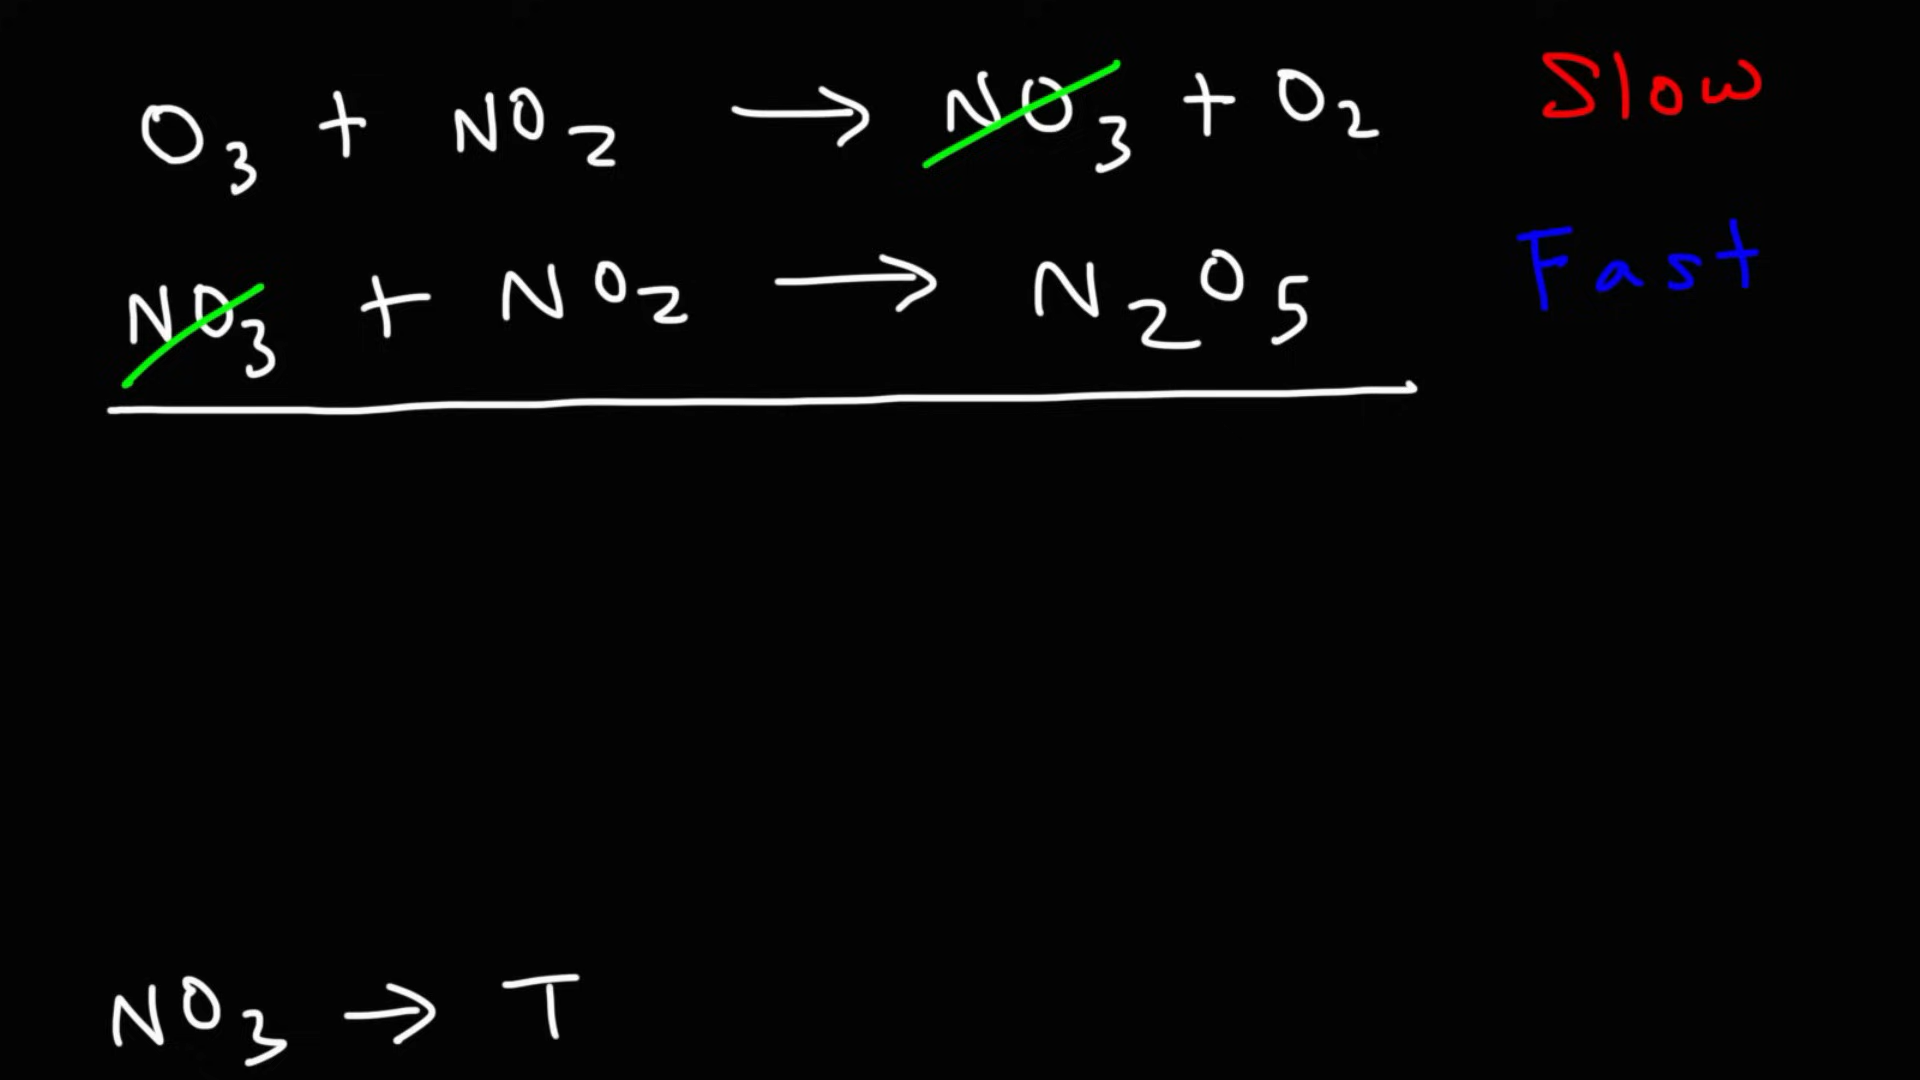 O₃ + NO₂ → NO₃ + O₂ Slow
NO₃ + NO₂ → N₂O₅ Fast
NO₃ → T